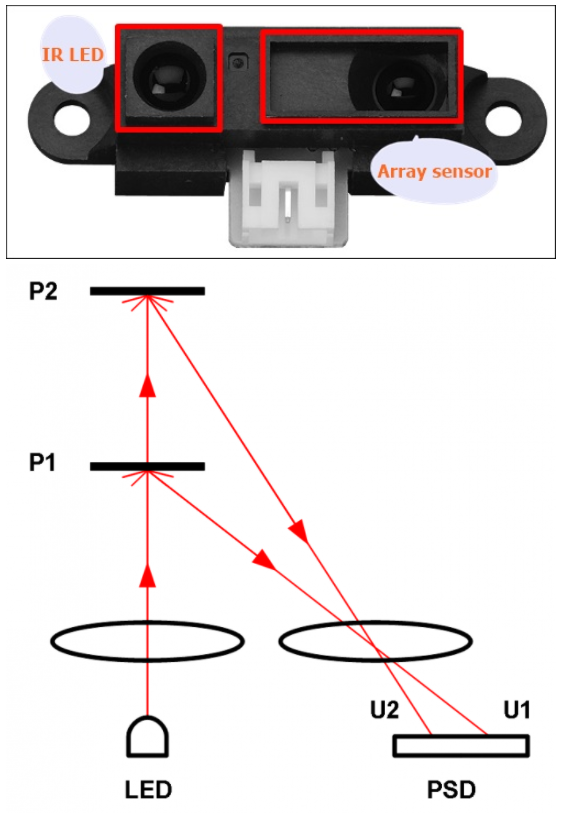 IR LED
Array sensor
P2
P1
U2
U1
LED
PSD